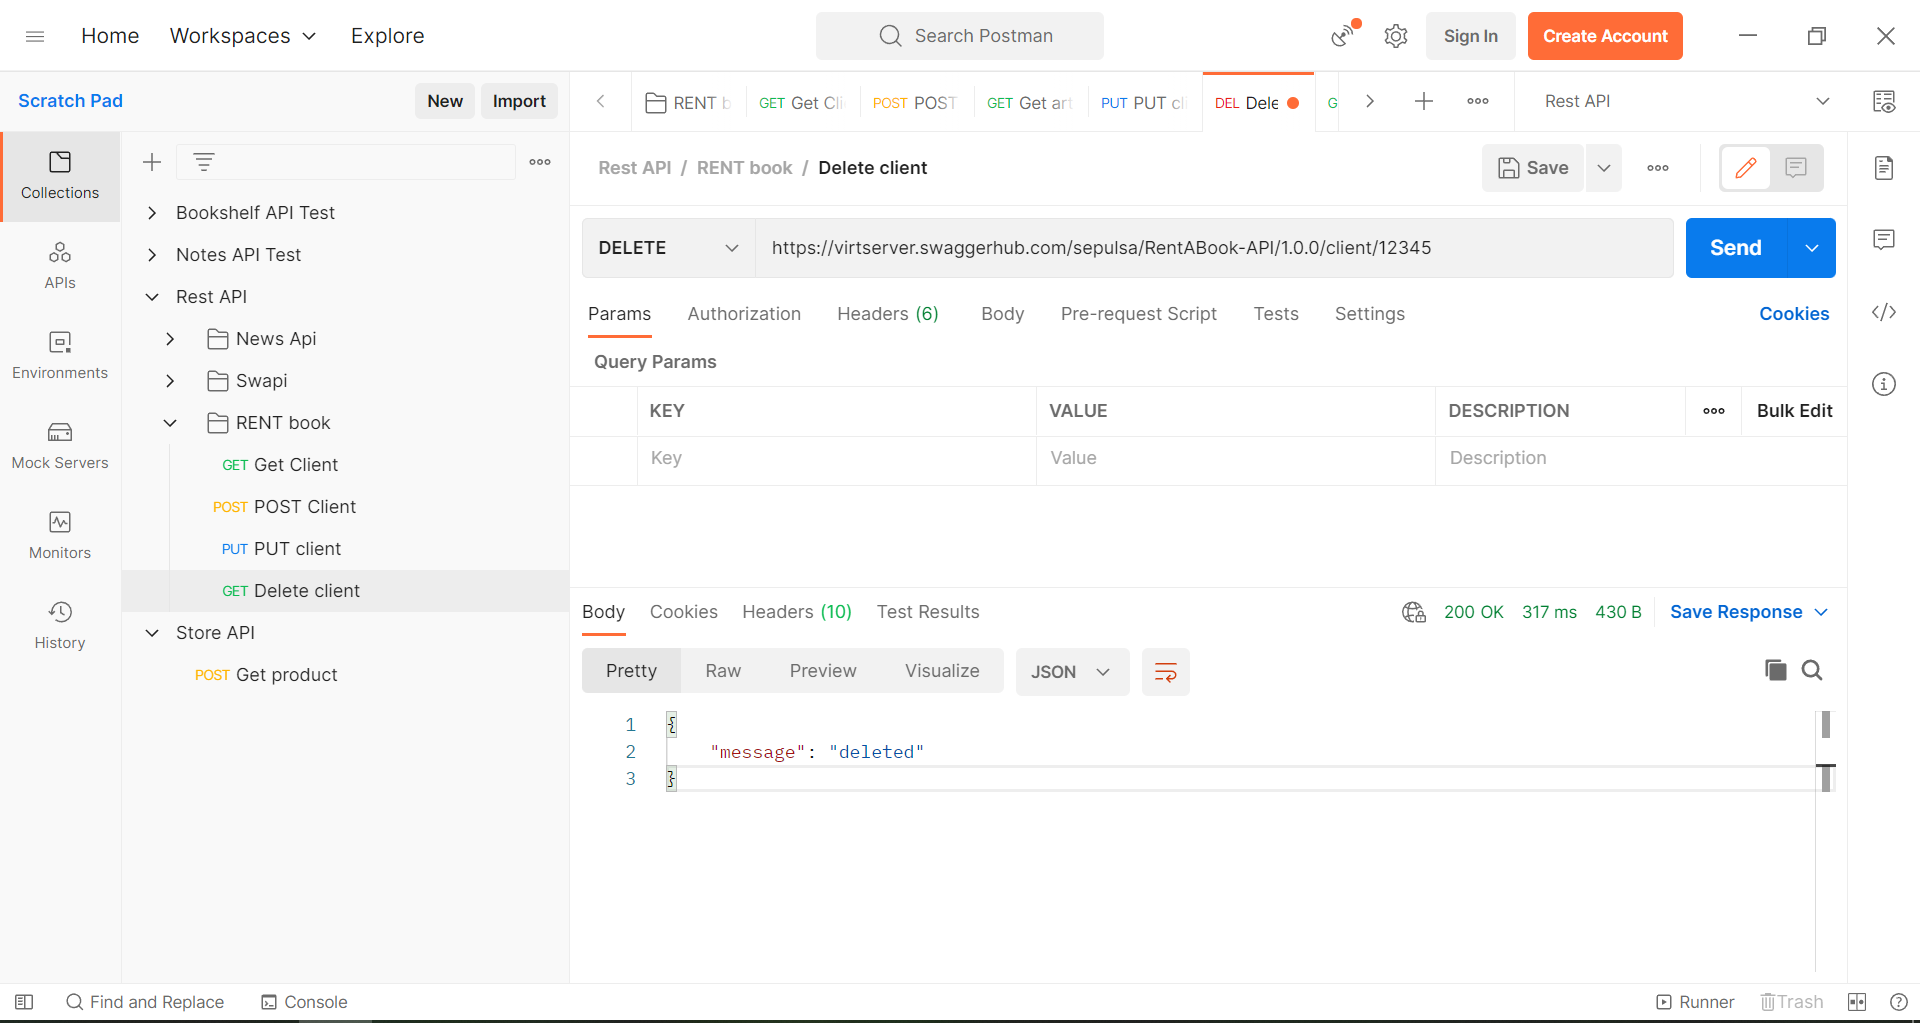 Home Workspaces Explore Search Postman Sign In Create Account
Scratch Pad New Import RENT b GET Get Cli POST POST GET Get art PUT PUT cli DEL Dele G Rest API
Collections
APIs
Environments
Mock Servers
Monitors
History
Bookshelf API Test
Notes API Test
Rest API
News Api
Swapi
RENT book
GET Get Client
POST POST Client
PUT PUT client
GET Delete client
Store API
POST Get product
Rest API / RENT book / Delete client Save
DELETE https://virtserver.swaggerhub.com/sepulsa/RentABook-API/1.0.0/client/12345 Send
Params Authorization Headers (6) Body Pre-request Script Tests Settings Cookies
Query Params
KEY VALUE DESCRIPTION Bulk Edit
Key Value Description
Body Cookies Headers (10) Test Results 200 OK 317 ms 430 B Save Response
Pretty Raw Preview Visualize JSON
1 {
2 "message": "deleted"
3 }
Find and Replace Console Runner Trash